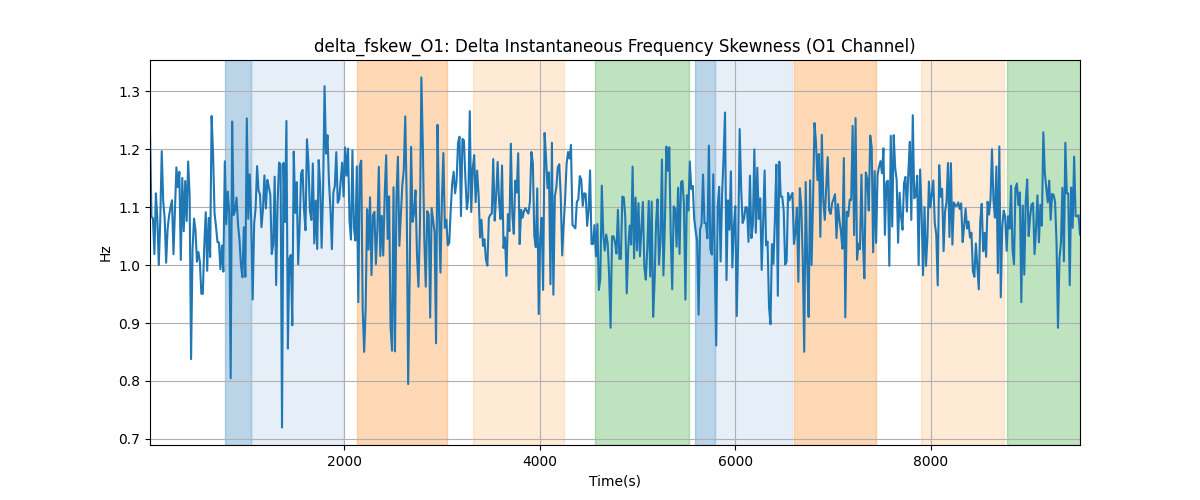 delta_fskew_O1: Delta Instantaneous Frequency Skewness (O1 Channel)
1.3
1.2
1.1
1.0
0.9
0.8
0.7
Hz
2000 4000 6000 8000
Time(s)